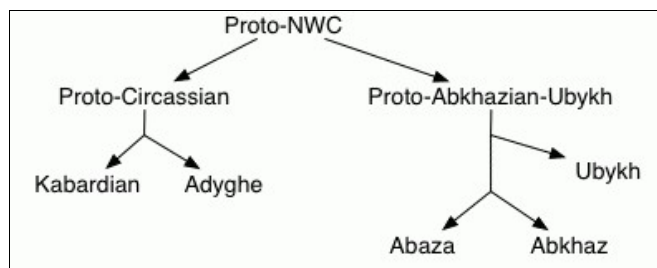 Proto-NWC
Proto-Circassian Proto-Abkhazian-Ubykh
Kabardian Adyghe Ubykh
Abaza Abkhaz